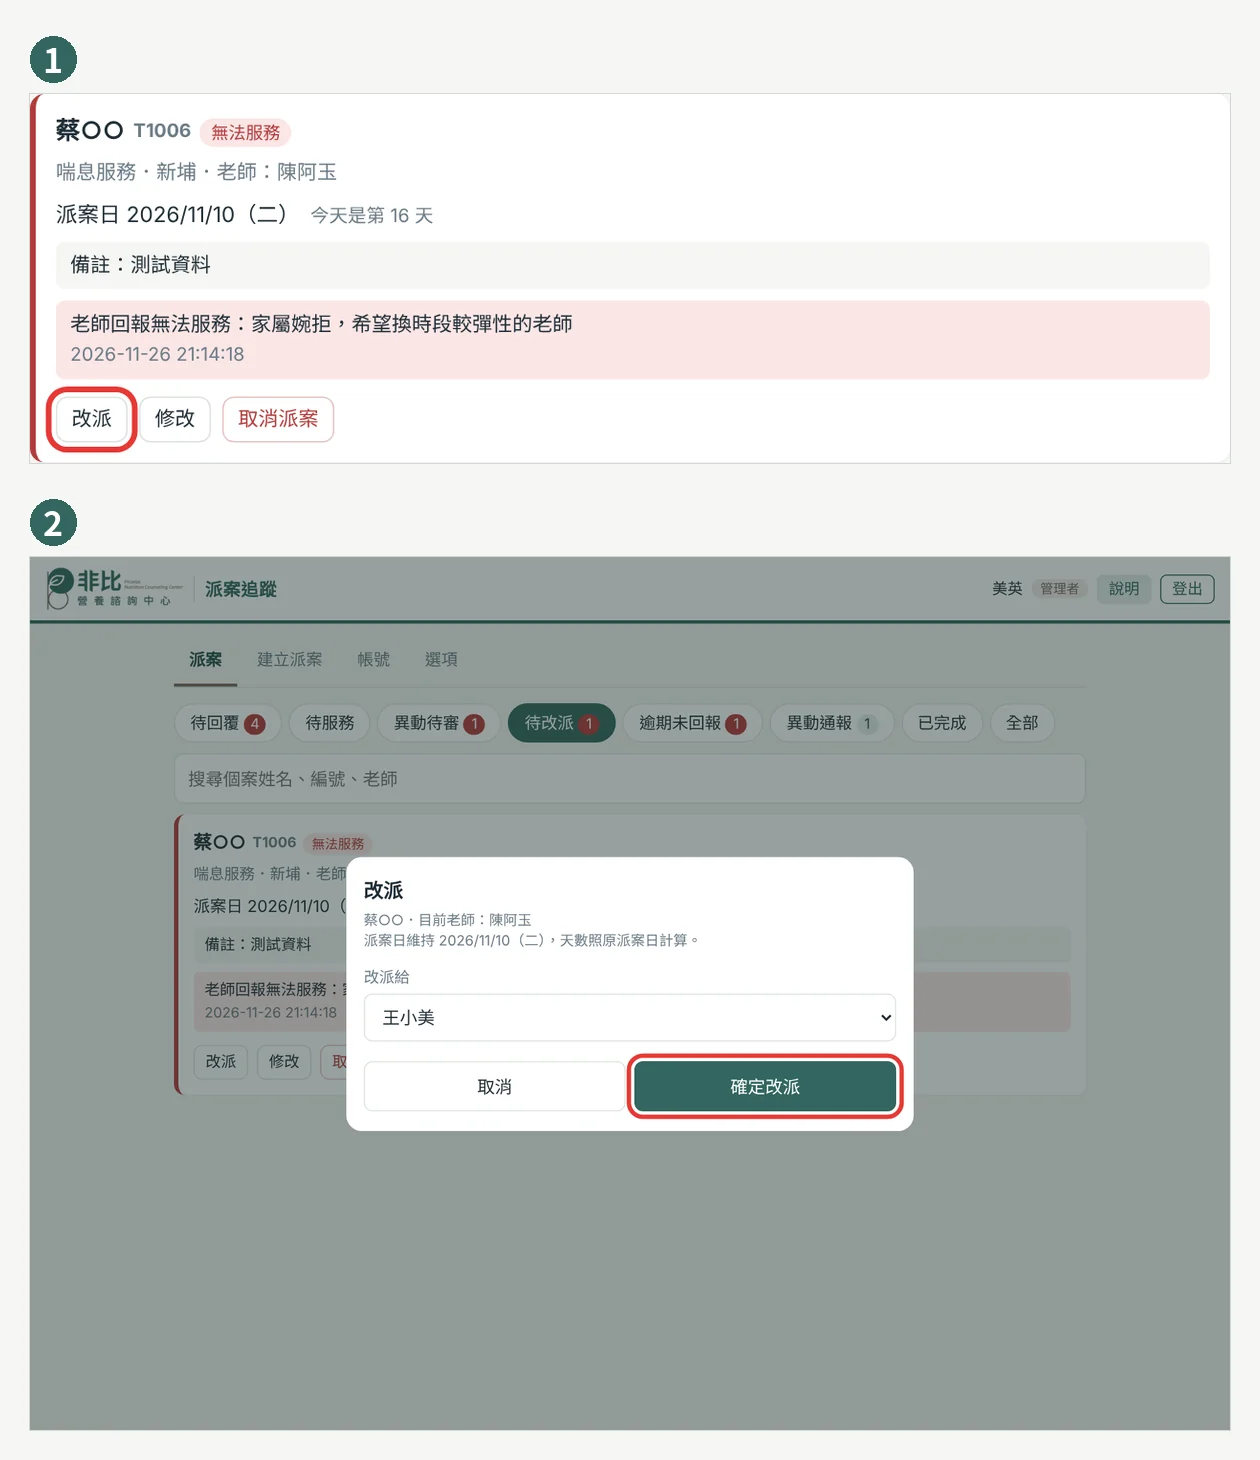 1
蔡〇〇 T1006 無法服務
喘息服務・新埔・老師：陳阿玉
派案日 2026/11/10（二） 今天是第 16 天
備註：測試資料
老師回報無法服務：家屬婉拒，希望換時段較彈性的老師
2026-11-26 21:14:18
改派 修改 取消派案
2
非比 派案追蹤 美英 管理者 說明 登出
營養諮詢中心
派案 建立派案 帳號 選項
待回覆 4 待服務 異動待審 1 待改派 1 逾期未回報 1 異動通報 1 已完成 全部
搜尋個案姓名、編號、老師
蔡〇〇 T1006 無法服務
喘息服務・新埔・老師
派案日 2026/11/10（
備註：測試資料
老師回報無法服務：
2026-11-26 21:14:18
改派 修改 取
改派
蔡〇〇・目前老師：陳阿玉
派案日維持 2026/11/10（二），天數照原派案日計算。
改派給
王小美
取消 確定改派